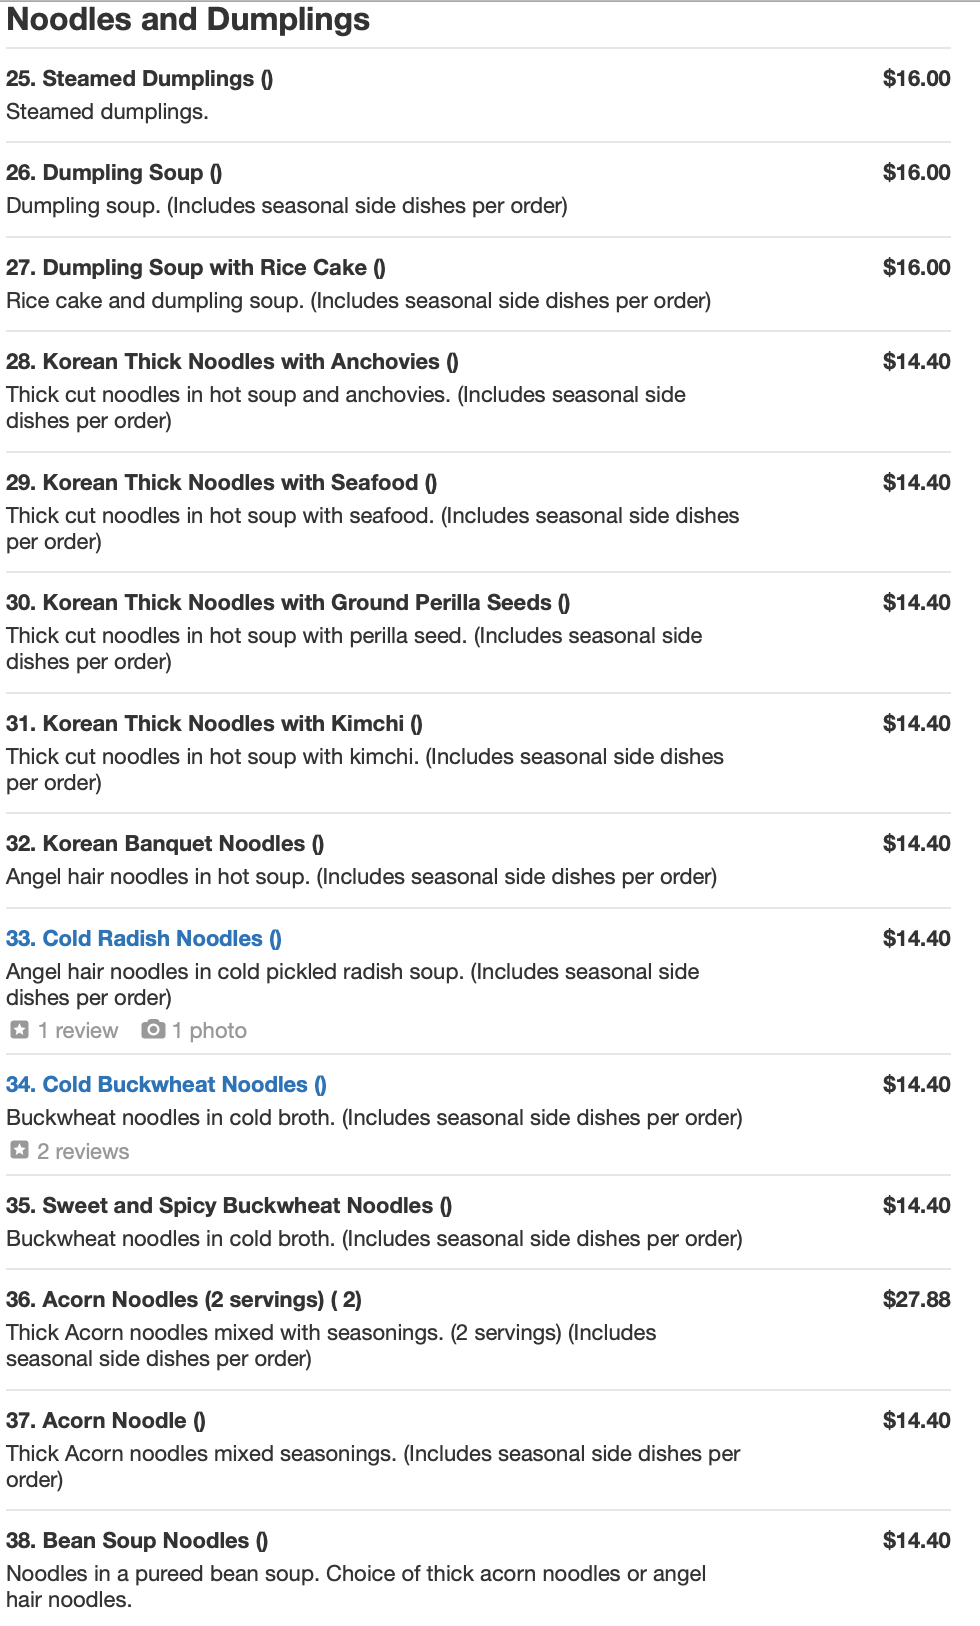 Noodles and Dumplings
25. Steamed Dumplings () $16.00
Steamed dumplings.
26. Dumpling Soup () $16.00
Dumpling soup. (Includes seasonal side dishes per order)
27. Dumpling Soup with Rice Cake () $16.00
Rice cake and dumpling soup. (Includes seasonal side dishes per order)
28. Korean Thick Noodles with Anchovies () $14.40
Thick cut noodles in hot soup and anchovies. (Includes seasonal side
dishes per order)
29. Korean Thick Noodles with Seafood () $14.40
Thick cut noodles in hot soup with seafood. (Includes seasonal side dishes
per order)
30. Korean Thick Noodles with Ground Perilla Seeds () $14.40
Thick cut noodles in hot soup with perilla seed. (Includes seasonal side
dishes per order)
31. Korean Thick Noodles with Kimchi () $14.40
Thick cut noodles in hot soup with kimchi. (Includes seasonal side dishes
per order)
32. Korean Banquet Noodles () $14.40
Angel hair noodles in hot soup. (Includes seasonal side dishes per order)
33. Cold Radish Noodles () $14.40
Angel hair noodles in cold pickled radish soup. (Includes seasonal side
dishes per order)
1 review 1 photo
34. Cold Buckwheat Noodles () $14.40
Buckwheat noodles in cold broth. (Includes seasonal side dishes per order)
2 reviews
35. Sweet and Spicy Buckwheat Noodles () $14.40
Buckwheat noodles in cold broth. (Includes seasonal side dishes per order)
36. Acorn Noodles (2 servings) ( 2) $27.88
Thick Acorn noodles mixed with seasonings. (2 servings) (Includes
seasonal side dishes per order)
37. Acorn Noodle () $14.40
Thick Acorn noodles mixed seasonings. (Includes seasonal side dishes per
order)
38. Bean Soup Noodles () $14.40
Noodles in a pureed bean soup. Choice of thick acorn noodles or angel
hair noodles.